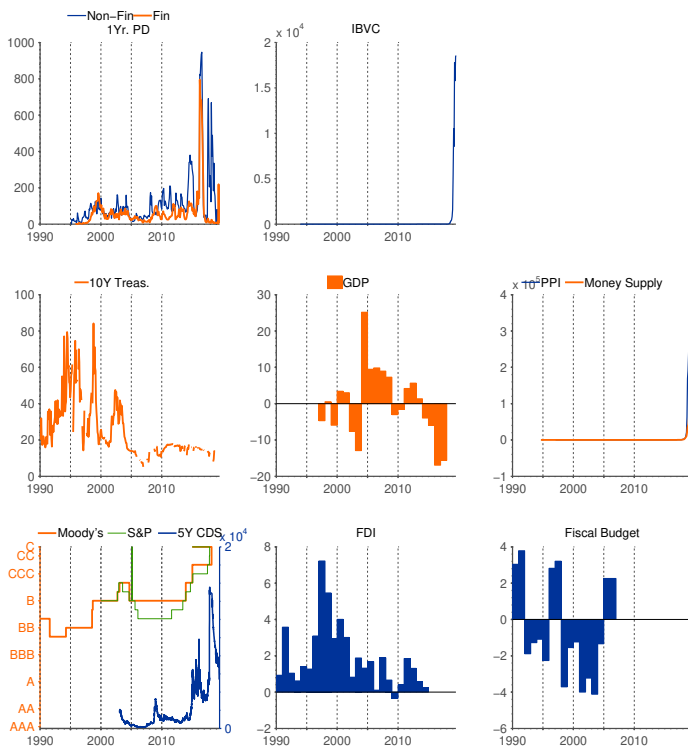 Non−Fin Fin
1Yr. PD
1000
800
600
400
200
0
1990 2000 2010
IBVC
x 10^4
2
1.5
1
0.5
0
1990 2000 2010
10Y Treas.
100
80
60
40
20
0
1990 2000 2010
GDP
30
20
10
0
−10
−20
1990 2000 2010
PPI Money Supply
x 10^5
4
3
2
1
0
−1
1990 2000 2010
Moody's S&P 5Y CDS
x 10^4
C
CC
CCC
B
BB
BBB
A
AA
AAA
2
0
1990 2000 2010
FDI
8
6
4
2
0
−2
1990 2000 2010
Fiscal Budget
4
2
0
−2
−4
−6
1990 2000 2010